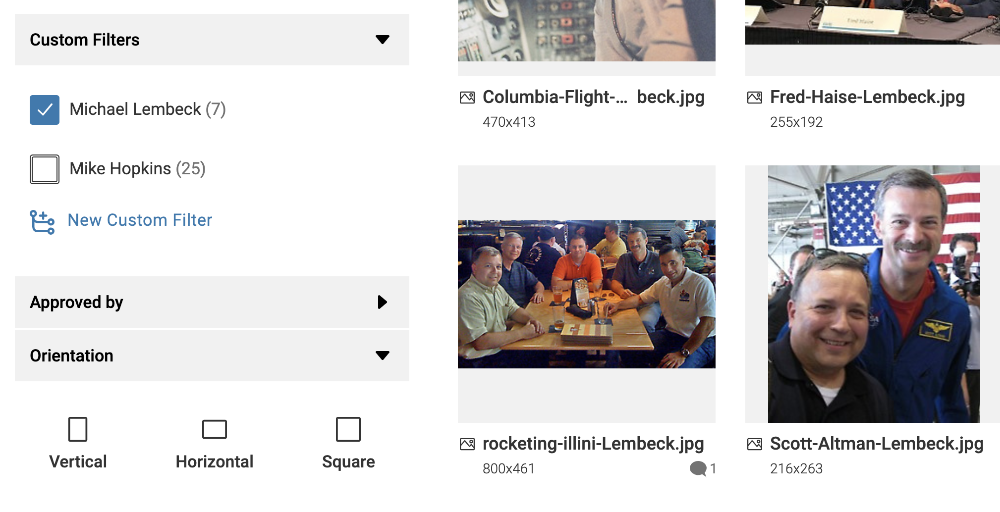 Custom Filters
Michael Lembeck (7)
Mike Hopkins (25)
New Custom Filter
Approved by
Orientation
Vertical
Horizontal
Square
Fred Haise
Columbia-Flight-... beck.jpg
470x413
Fred-Haise-Lembeck.jpg
255x192
rocketing-illini-Lembeck.jpg
800x461
1
Scott-Altman-Lembeck.jpg
216x263